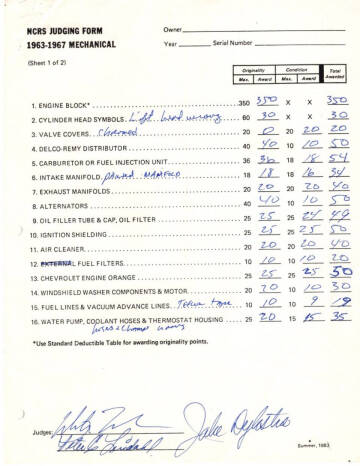 NCRS JUDGING FORM Owner
1963-1967 MECHANICAL Year Serial Number
(Sheet 1 of 2)
Originality Condition Total Awarded
Max. Award Max. Award
1. ENGINE BLOCK* 350 350 X X 350
2. CYLINDER HEAD SYMBOLS. Left head wrong 60 30 X X 30
3. VALVE COVERS chromed 20 0 20 20 20
4. DELCO-REMY DISTRIBUTOR 40 40 10 10 50
5. CARBURETOR OR FUEL INJECTION UNIT 36 36 18 18 54
6. INTAKE MANIFOLD painted MANIFOLD 18 18 18 16 34
7. EXHAUST MANIFOLDS 20 20 20 20 40
8. ALTERNATORS 40 40 10 10 50
9. OIL FILLER TUBE & CAP, OIL FILTER 25 25 25 24 49
10. IGNITION SHIELDING 25 25 25 25 50
11. AIR CLEANER 20 20 20 20 40
12. EXTERNAL FUEL FILTERS 10 10 10 10 20
13. CHEVROLET ENGINE ORANGE 25 25 25 25 50
14. WINDSHIELD WASHER COMPONENTS & MOTOR 20 20 10 10 30
15. FUEL LINES & VACUUM ADVANCE LINES. 10 10 10 9 19
16. WATER PUMP, COOLANT HOSES & THERMOSTAT HOUSING 25 20 15 15 35
hoses & clamps wrong
*Use Standard Deductible Table for awarding originality points.
Judges:
Summer, 1983